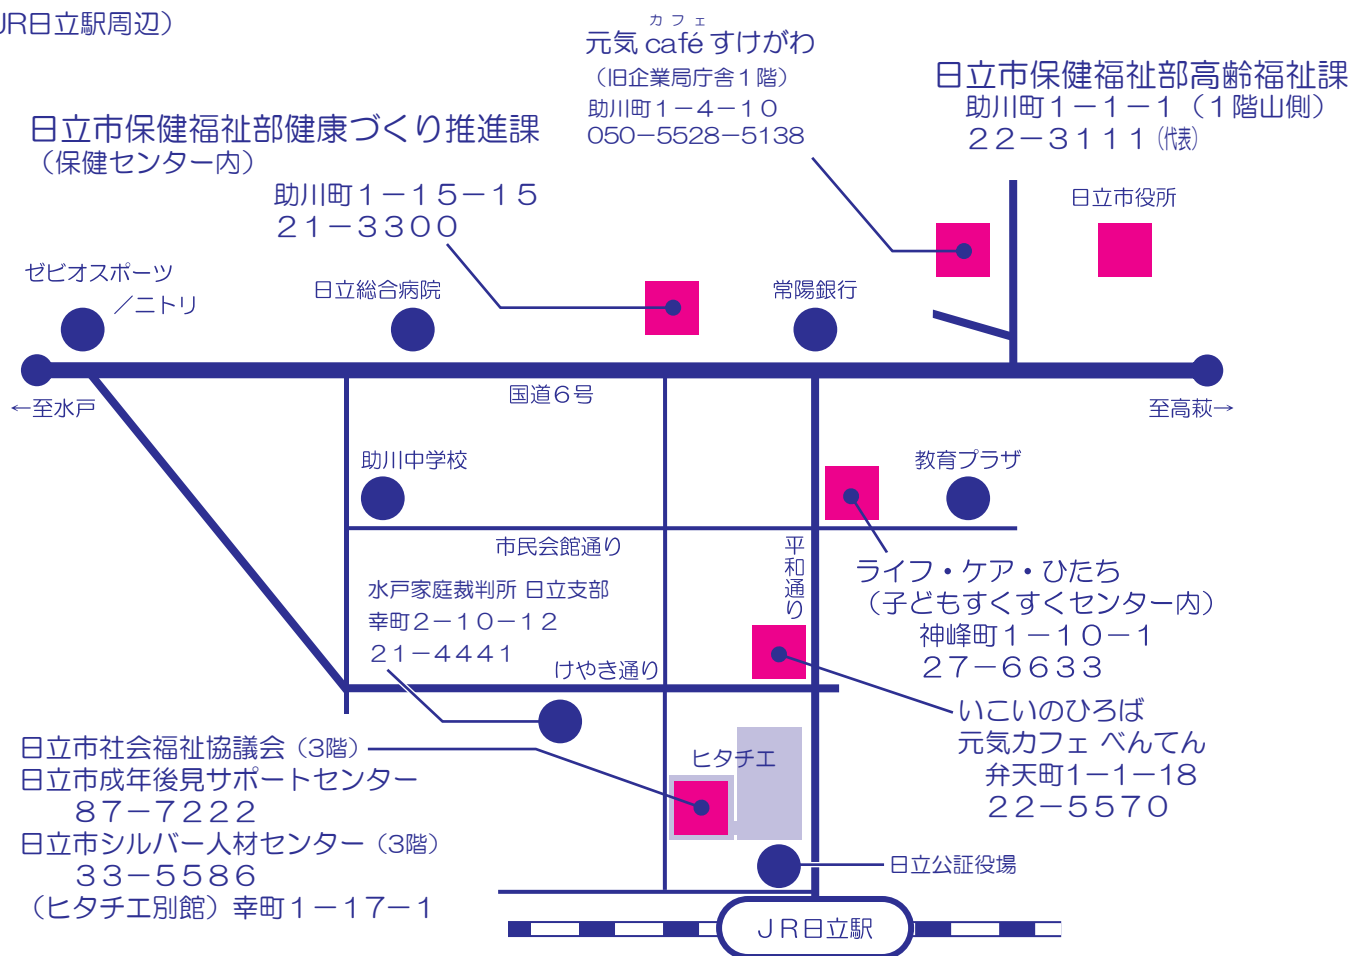 JR日立駅周辺）
カフェ
元気 café すけがわ
（旧企業局庁舎１階）
助川町１－４－１０
050－5528－5138
日立市保健福祉部高齢福祉課
助川町１－１－１（１階山側）
２２－３１１１㈹
日立市保健福祉部健康づくり推進課
（保健センター内）
助川町１－１５－１５
２１－３３００
日立市役所
ゼビオスポーツ
／ニトリ
日立総合病院
常陽銀行
国道６号
←至水戸
至高萩→
助川中学校
教育プラザ
市民会館通り
平和通り
水戸家庭裁判所 日立支部
幸町２－１０－１２
２１－４４４１
けやき通り
ライフ・ケア・ひたち
（子どもすくすくセンター内）
神峰町１－１０－１
２７－６６３３
いこいのひろば
元気カフェ べんてん
弁天町1－1－18
２２－５５７０
日立市社会福祉協議会（3階）
日立市成年後見サポートセンター
８７－７２２２
日立市シルバー人材センター（3階）
３３－５５８６
（ヒタチエ別館）幸町１－１７－１
ヒタチエ
日立公証役場
ＪＲ日立駅